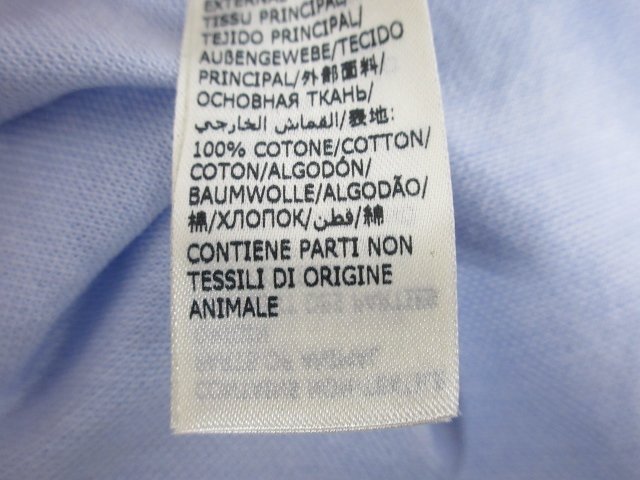 EXTERNAL
TISSU PRINCIPAL/
TEJIDO PRINCIPAL/
AUßENGEWEBE/TECIDO
PRINCIPAL/外部面料/
ОСНОВНАЯ ТКАНЬ/
القماش الخارجي/表地:
100% COTONE/COTTON/
COTON/ALGODÓN/
BAUMWOLLE/ALGODÃO/
棉/ХЛОПОК/قطن/綿
CONTIENE PARTI NON
TESSILI DI ORIGINE
ANIMALE